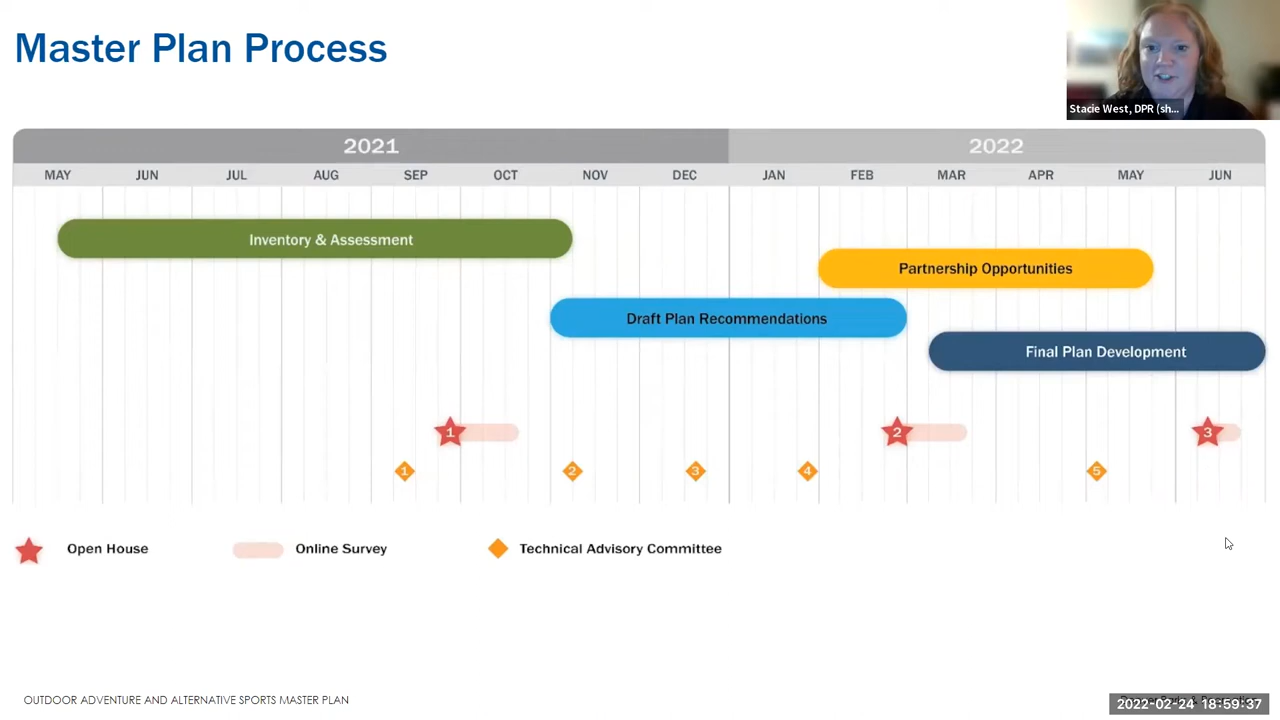 Master Plan Process
Stacie West, DPR (sh...
2021 2022
MAY JUN JUL AUG SEP OCT NOV DEC JAN FEB MAR APR MAY JUN
Inventory & Assessment
Partnership Opportunities
Draft Plan Recommendations
Final Plan Development
1 2 3
1 2 3 4 5
Open House Online Survey Technical Advisory Committee
OUTDOOR ADVENTURE AND ALTERNATIVE SPORTS MASTER PLAN
2022-02-24 18:59:37